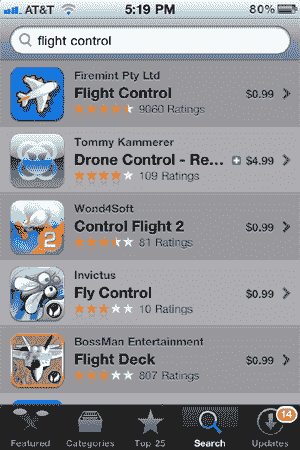 AT&T 5:19 PM 80%
flight control
Firemint Pty Ltd
Flight Control $0.99
9060 Ratings
Tommy Kammerer
Drone Control - Re... + $4.99
109 Ratings
Wond4Soft
Control Flight 2 $0.99
2
81 Ratings
Invictus
Fly Control $0.99
10 Ratings
BossMan Entertainment
Flight Deck $0.99
807 Ratings
14
Featured Categories Top 25 Search Updates